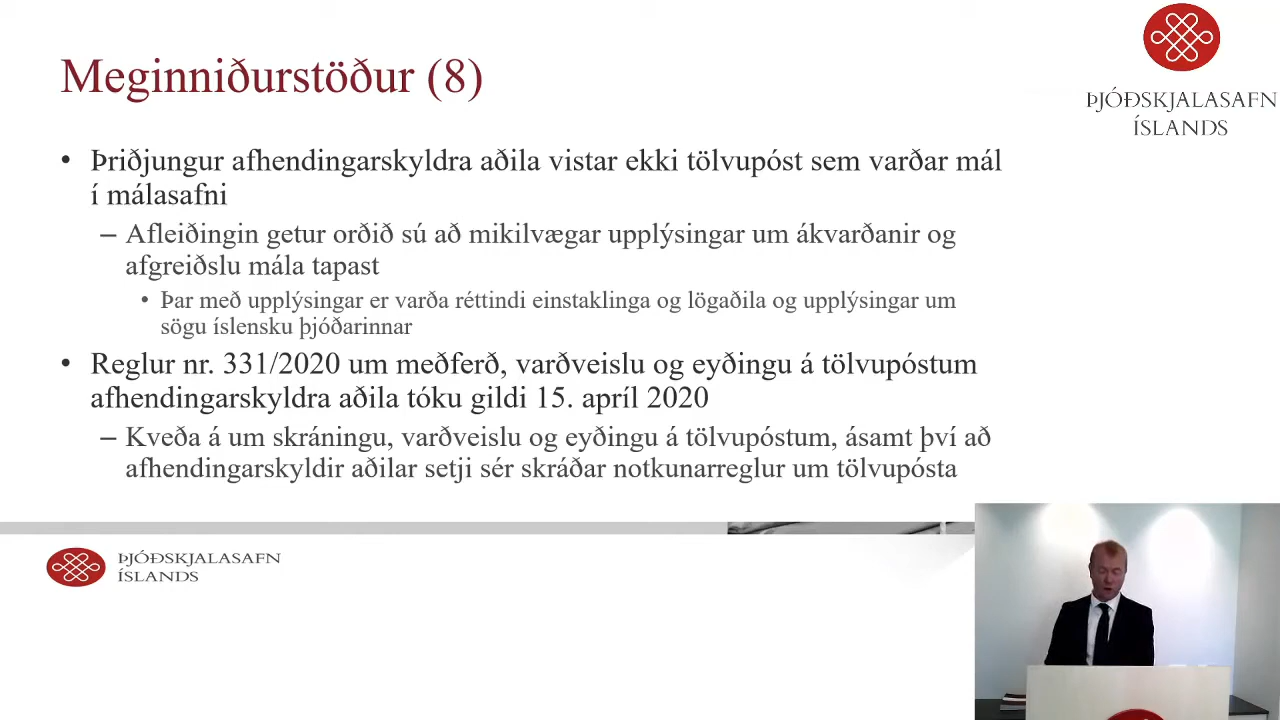 Meginniðurstöður (8)
ÞJÓÐSKJALASAFN
ÍSLANDS
• Þriðjungur afhendingarskyldra aðila vistar ekki tölvupóst sem varðar mál
í málasafni
– Afleiðingin getur orðið sú að mikilvægar upplýsingar um ákvarðanir og
afgreiðslu mála tapast
• Þar með upplýsingar er varða réttindi einstaklinga og lögaðila og upplýsingar um
sögu íslensku þjóðarinnar
• Reglur nr. 331/2020 um meðferð, varðveislu og eyðingu á tölvupóstum
afhendingarskyldra aðila tóku gildi 15. apríl 2020
– Kveða á um skráningu, varðveislu og eyðingu á tölvupóstum, ásamt því að
afhendingarskyldir aðilar setji sér skráðar notkunarreglur um tölvupósta
ÞJÓÐSKJALASAFN
ÍSLANDS